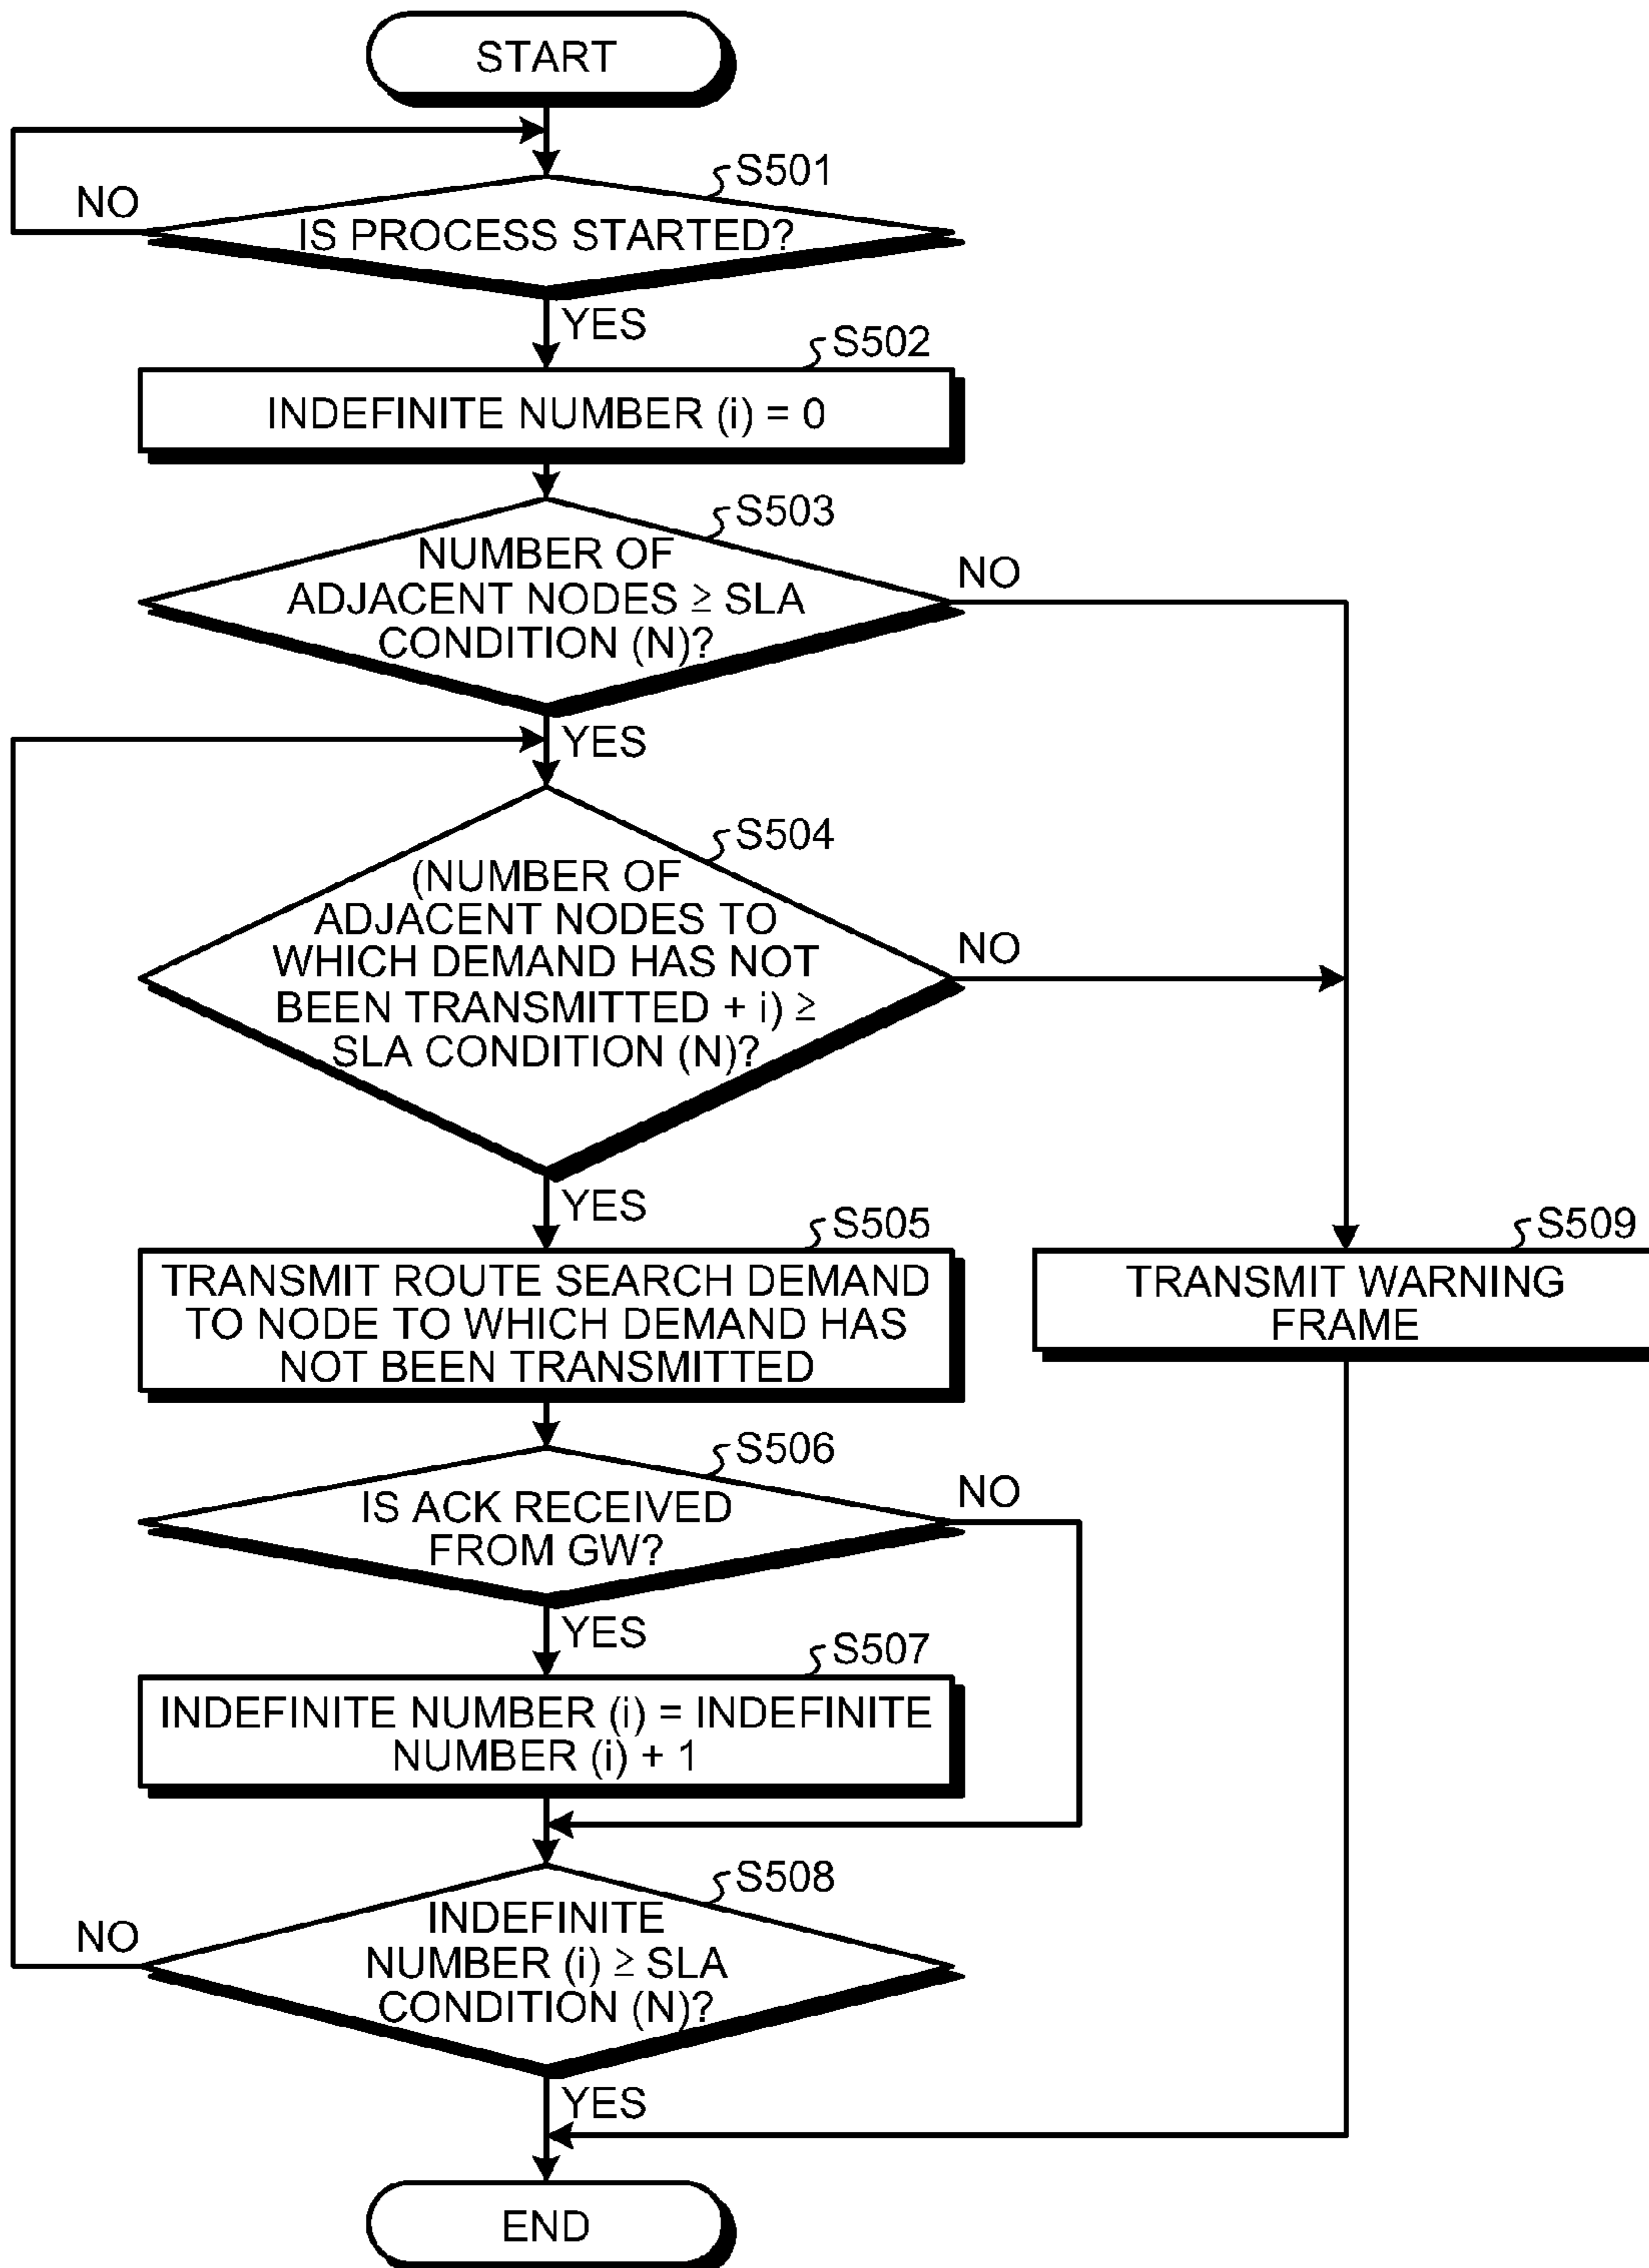 START
S501
NO
IS PROCESS STARTED?
YES
S502
INDEFINITE NUMBER (i) = 0
S503
NUMBER OF
ADJACENT NODES ≥ SLA
CONDITION (N)?
NO
YES
S504
(NUMBER OF
ADJACENT NODES TO
WHICH DEMAND HAS NOT
BEEN TRANSMITTED + i) ≥
SLA CONDITION (N)?
NO
YES
S505
TRANSMIT ROUTE SEARCH DEMAND
TO NODE TO WHICH DEMAND HAS
NOT BEEN TRANSMITTED
S509
TRANSMIT WARNING
FRAME
S506
IS ACK RECEIVED
FROM GW?
NO
YES
S507
INDEFINITE NUMBER (i) = INDEFINITE
NUMBER (i) + 1
S508
INDEFINITE
NUMBER (i) ≥ SLA
CONDITION (N)?
NO
YES
END